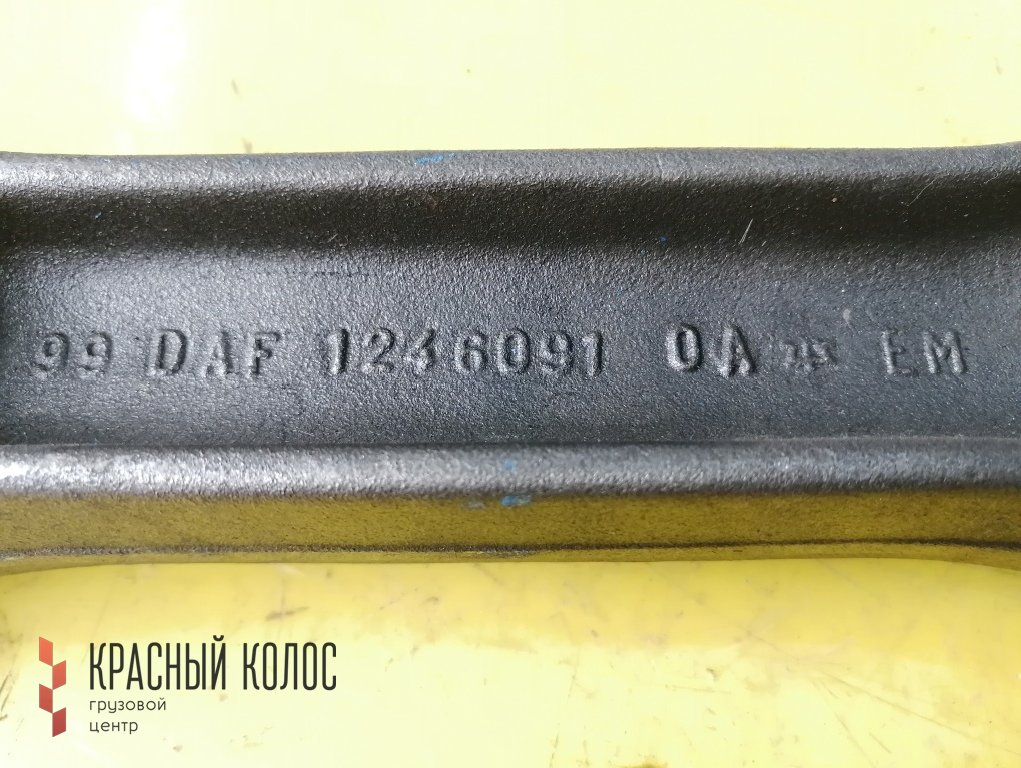 99 DAF 1246091 0A EM
КРАСНЫЙ КОЛОС
грузовой
центр